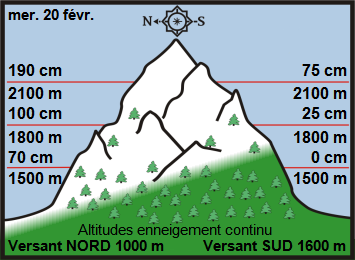 mer. 20 févr.
N S
190 cm 75 cm
2100 m 2100 m
100 cm 25 cm
1800 m 1800 m
70 cm 0 cm
1500 m 1500 m
Altitudes enneigement continu
Versant NORD 1000 m Versant SUD 1600 m